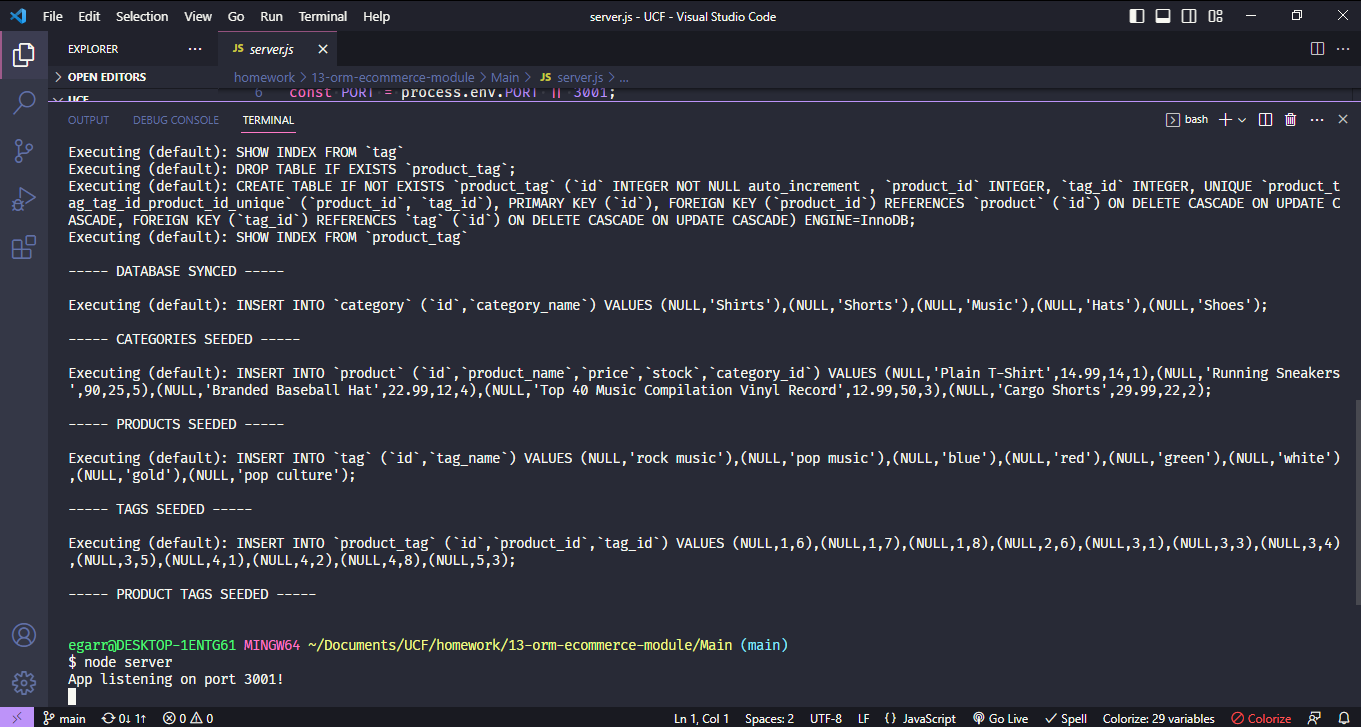 File Edit Selection View Go Run Terminal Help server.js - UCF - Visual Studio Code
EXPLORER ··· JS server.js
OPEN EDITORS homework > 13-orm-ecommerce-module > Main > JS server.js > ...
UCF 6 const PORT = process.env.PORT || 3001;
OUTPUT DEBUG CONSOLE TERMINAL bash
Executing (default): SHOW INDEX FROM `tag`
Executing (default): DROP TABLE IF EXISTS `product_tag`;
Executing (default): CREATE TABLE IF NOT EXISTS `product_tag` (`id` INTEGER NOT NULL auto_increment , `product_id` INTEGER, `tag_id` INTEGER, UNIQUE `product_t
ag_tag_id_product_id_unique` (`product_id`, `tag_id`), PRIMARY KEY (`id`), FOREIGN KEY (`product_id`) REFERENCES `product` (`id`) ON DELETE CASCADE ON UPDATE C
ASCADE, FOREIGN KEY (`tag_id`) REFERENCES `tag` (`id`) ON DELETE CASCADE ON UPDATE CASCADE) ENGINE=InnoDB;
Executing (default): SHOW INDEX FROM `product_tag`
----- DATABASE SYNCED -----
Executing (default): INSERT INTO `category` (`id`,`category_name`) VALUES (NULL,'Shirts'),(NULL,'Shorts'),(NULL,'Music'),(NULL,'Hats'),(NULL,'Shoes');
----- CATEGORIES SEEDED -----
Executing (default): INSERT INTO `product` (`id`,`product_name`,`price`,`stock`,`category_id`) VALUES (NULL,'Plain T-Shirt',14.99,14,1),(NULL,'Running Sneakers
',90,25,5),(NULL,'Branded Baseball Hat',22.99,12,4),(NULL,'Top 40 Music Compilation Vinyl Record',12.99,50,3),(NULL,'Cargo Shorts',29.99,22,2);
----- PRODUCTS SEEDED -----
Executing (default): INSERT INTO `tag` (`id`,`tag_name`) VALUES (NULL,'rock music'),(NULL,'pop music'),(NULL,'blue'),(NULL,'red'),(NULL,'green'),(NULL,'white')
,(NULL,'gold'),(NULL,'pop culture');
----- TAGS SEEDED -----
Executing (default): INSERT INTO `product_tag` (`id`,`product_id`,`tag_id`) VALUES (NULL,1,6),(NULL,1,7),(NULL,1,8),(NULL,2,6),(NULL,3,1),(NULL,3,3),(NULL,3,4)
,(NULL,3,5),(NULL,4,1),(NULL,4,2),(NULL,4,8),(NULL,5,3);
----- PRODUCT TAGS SEEDED -----
egarr@DESKTOP-1ENTG61 MINGW64 ~/Documents/UCF/homework/13-orm-ecommerce-module/Main (main)
$ node server
App listening on port 3001!
main 0↓ 1↑ 0 0 Ln 1, Col 1 Spaces: 2 UTF-8 LF {} JavaScript Go Live Spell Colorize: 29 variables Colorize